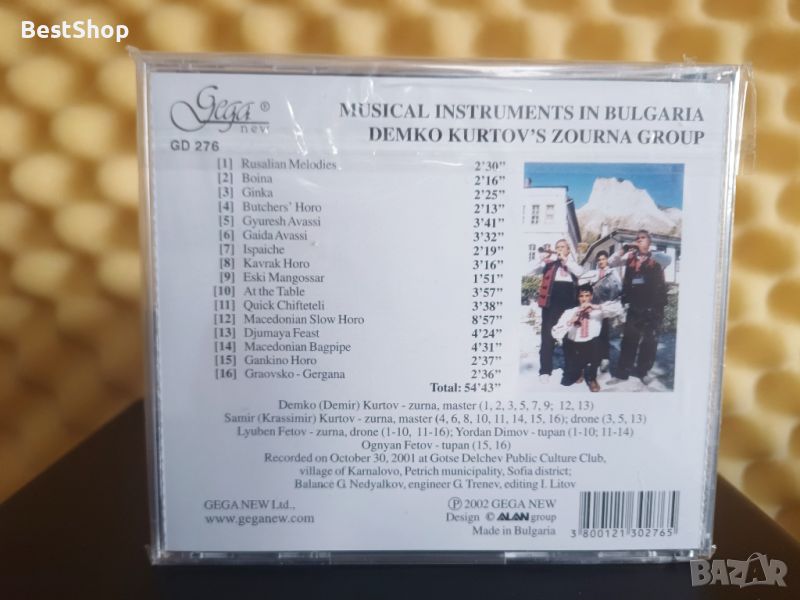 BestShop
Gega ®
new
GD 276
MUSICAL INSTRUMENTS IN BULGARIA
DEMKO KURTOV'S ZOURNA GROUP
[1] Rusalian Melodies 2'30"
[2] Boina 2'16"
[3] Ginka 2'25"
[4] Butchers' Horo 2'13"
[5] Gyuresh Avassi 3'41"
[6] Gaida Avassi 3'32"
[7] Ispaiche 2'19"
[8] Kavrak Horo 3'16"
[9] Eski Mangossar 1'51"
[10] At the Table 3'57"
[11] Quick Chifteteli 3'38"
[12] Macedonian Slow Horo 8'57"
[13] Djumaya Feast 4'24"
[14] Macedonian Bagpipe 4'31"
[15] Gankino Horo 2'37"
[16] Graovsko - Gergana 2'36"
Total: 54'43"
Demko (Demir) Kurtov - zurna, master (1, 2, 3, 5, 7, 9; 12, 13)
Samir (Krassimir) Kurtov - zurna, master (4, 6, 8, 10, 11, 14, 15, 16); drone (3, 5, 13)
Lyuben Fetov - zurna, drone (1-10, 11-16); Yordan Dimov - tupan (1-10; 11-14)
Ognyan Fetov - tupan (15, 16)
Recorded on October 30, 2001 at Gotse Delchev Public Culture Club,
village of Karnalovo, Petrich municipality, Sofia district;
Balance G. Nedyalkov, engineer G. Trenev, editing I. Litov
GEGA NEW Ltd.,
www.geganew.com
℗ 2002 GEGA NEW
Design © ALAN group
Made in Bulgaria
3 800121 302765
BAZAR